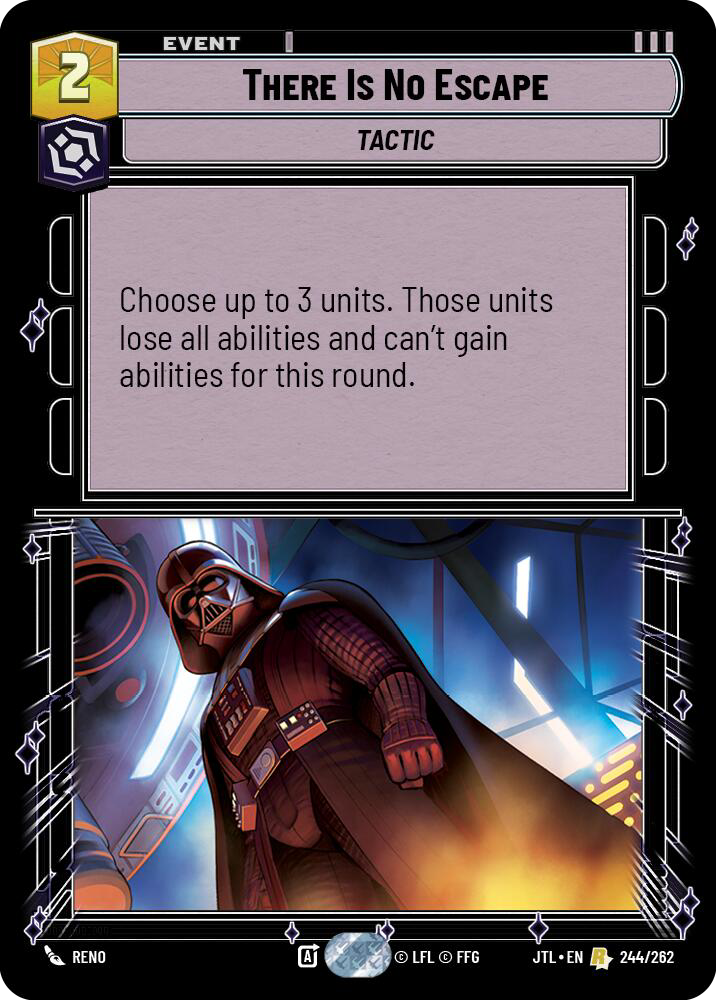 EVENT
2
THERE IS NO ESCAPE
TACTIC
Choose up to 3 units. Those units
lose all abilities and can't gain
abilities for this round.
RENO
A
© LFL © FFG
JTL • EN
R
244/262